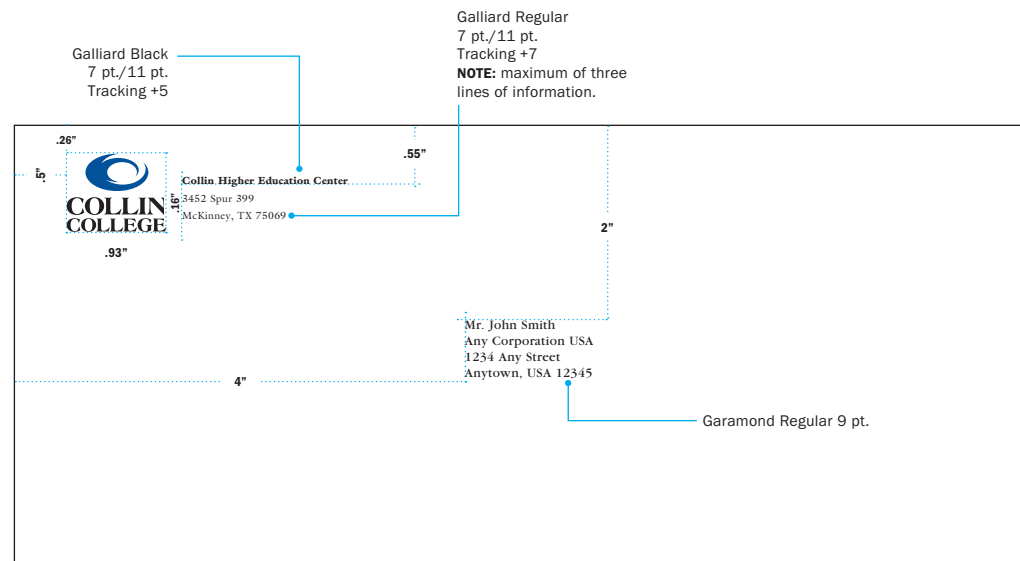 Galliard Regular
7 pt./11 pt.
Tracking +7
NOTE: maximum of three
lines of information.
Galliard Black
7 pt./11 pt.
Tracking +5
.26”
.5”
.55”
COLLIN
COLLEGE
.16”
.93”
Collin Higher Education Center
3452 Spur 399
McKinney, TX 75069
2”
Mr. John Smith
Any Corporation USA
1234 Any Street
Anytown, USA 12345
4”
Garamond Regular 9 pt.